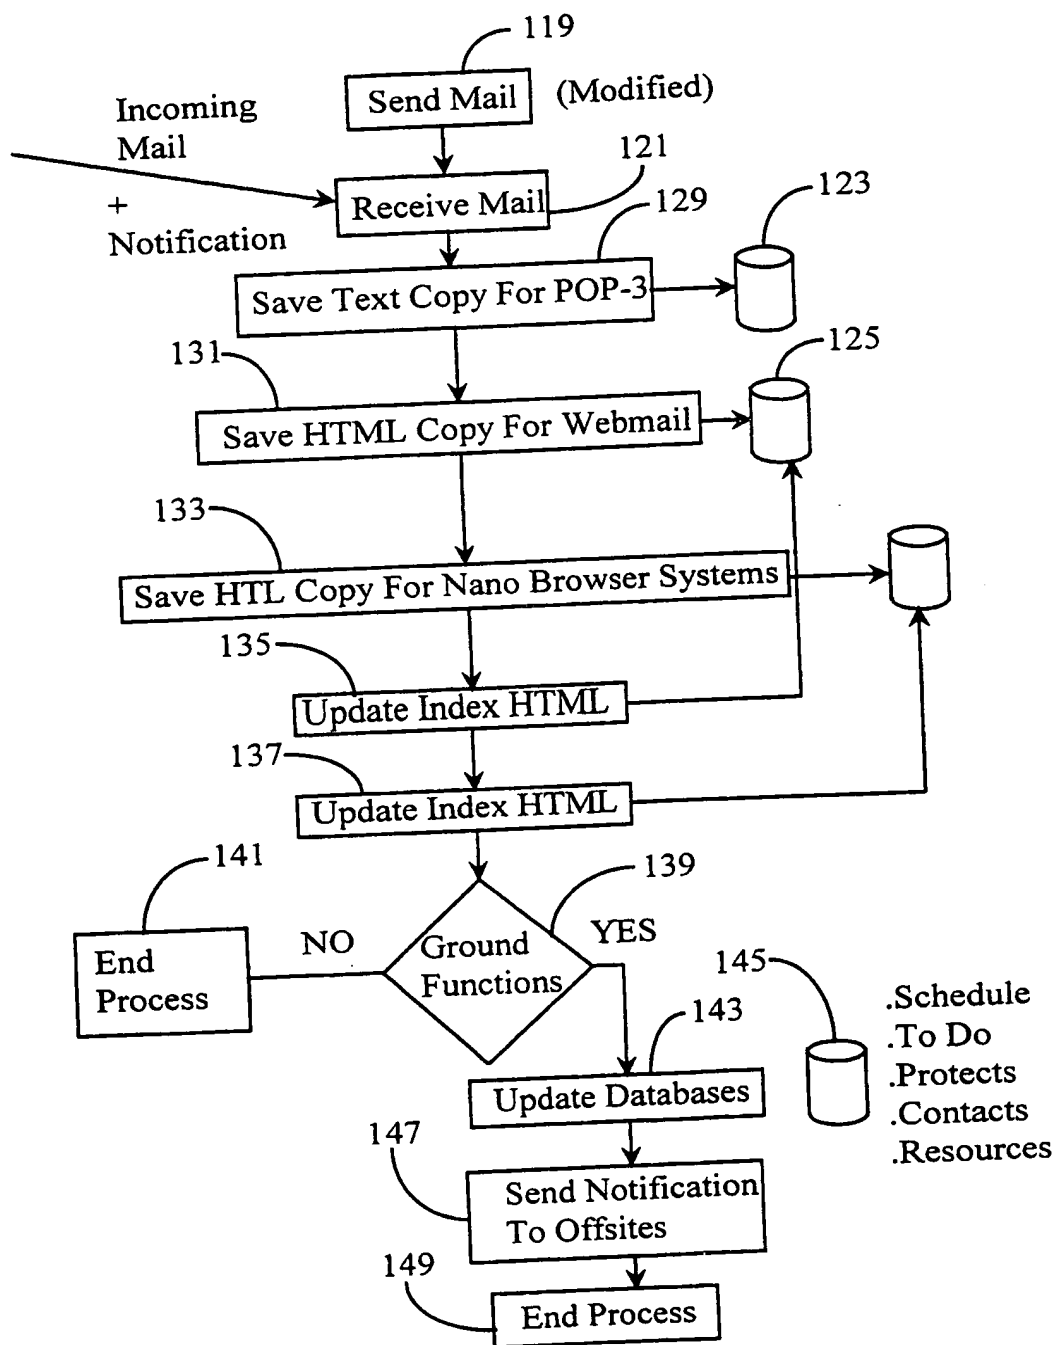 119
Send Mail
(Modified)
Incoming
Mail
+
Notification
121
Receive Mail
129
123
Save Text Copy For POP-3
131
125
Save HTML Copy For Webmail
133
Save HTL Copy For Nano Browser Systems
135
Update Index HTML
137
Update Index HTML
141
139
End
Process
NO
Ground
Functions
YES
145
.Schedule
.To Do
.Protects
.Contacts
.Resources
143
Update Databases
147
Send Notification
To Offsites
149
End Process